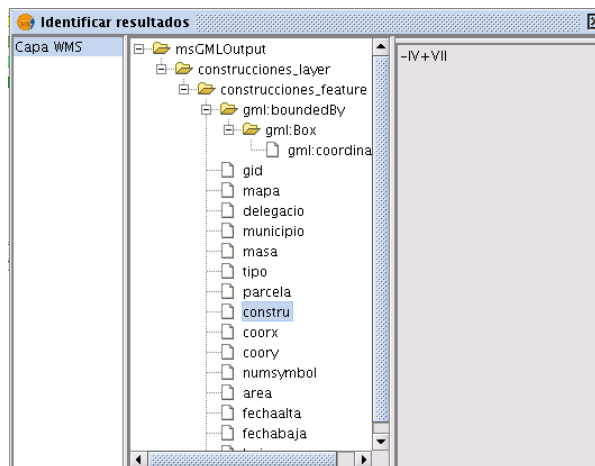 Identificar resultados
Capa WMS
msGMLOutput
construcciones_layer
construcciones_feature
gml:boundedBy
gml:Box
gml:coordina
gid
mapa
delegacio
municipio
masa
tipo
parcela
constru
coorx
coory
numsymbol
area
fechaalta
fechabaja
-IV+VII